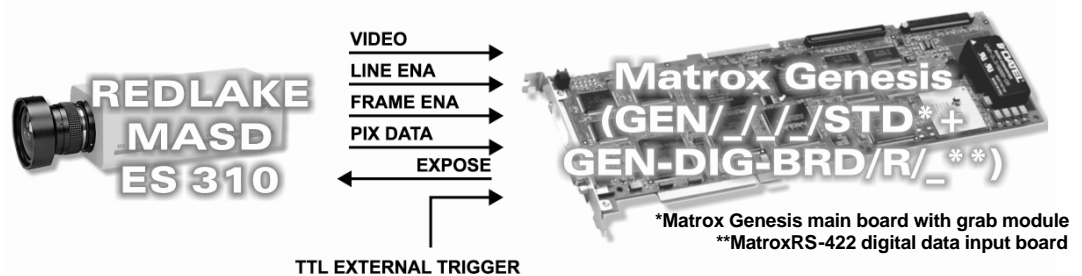 VIDEO
LINE ENA
FRAME ENA
PIX DATA
EXPOSE
TTL EXTERNAL TRIGGER
REDLAKE
MASD
ES 310
Matrox Genesis
(GEN/_/_/_/STD*+
GEN-DIG-BRD/R/_**)
DATEL
*Matrox Genesis main board with grab module
**MatroxRS-422 digital data input board